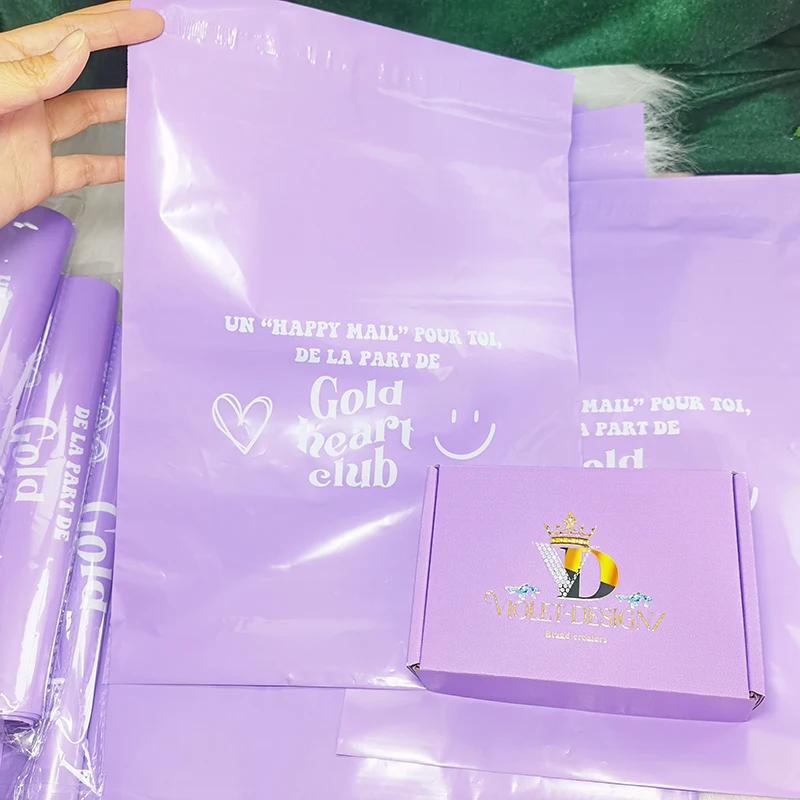 UN “HAPPY MAIL” POUR TOI,
DE LA PART DE
Gold
heart
club
MAIL” POUR TOI,
A PART DE
old
VD
VIOLET-DESIGNZ
Brand creators
DE LA PART DE
Gold
Gold